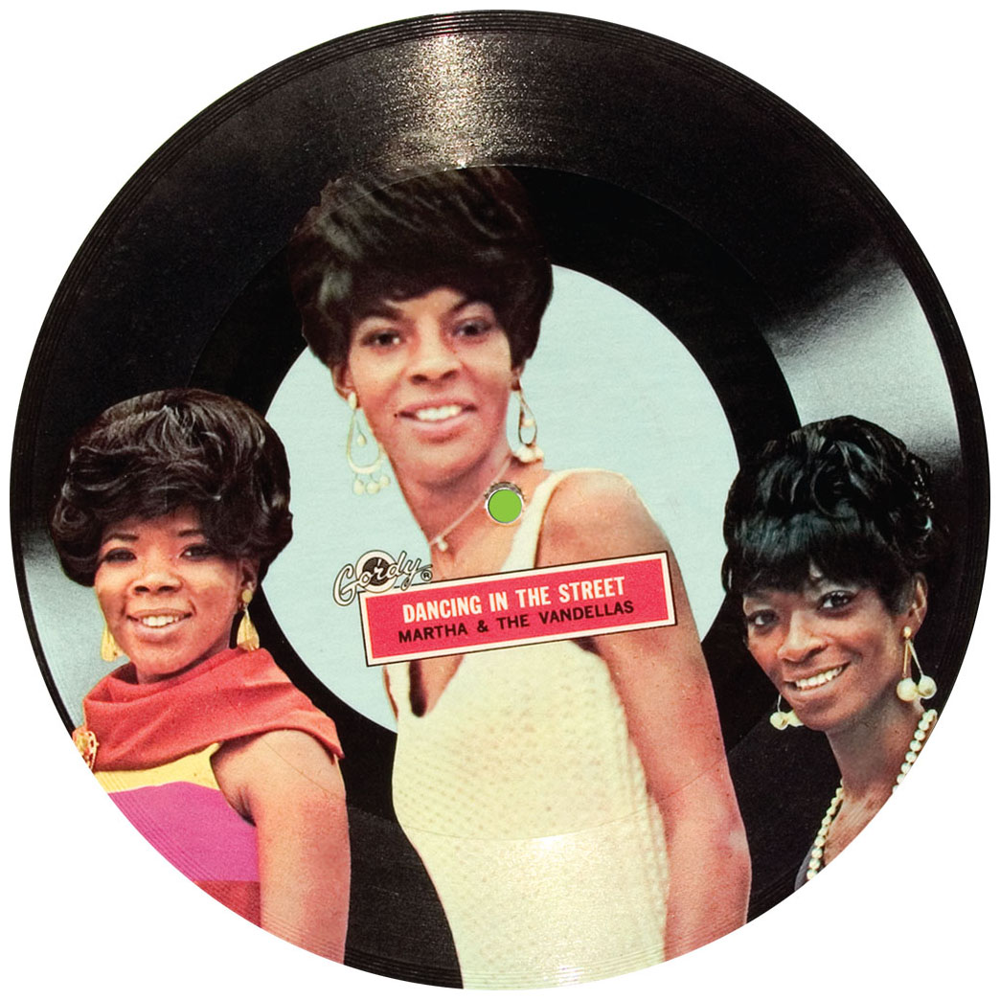 Gordy®
DANCING IN THE STREET
MARTHA & THE VANDELLAS